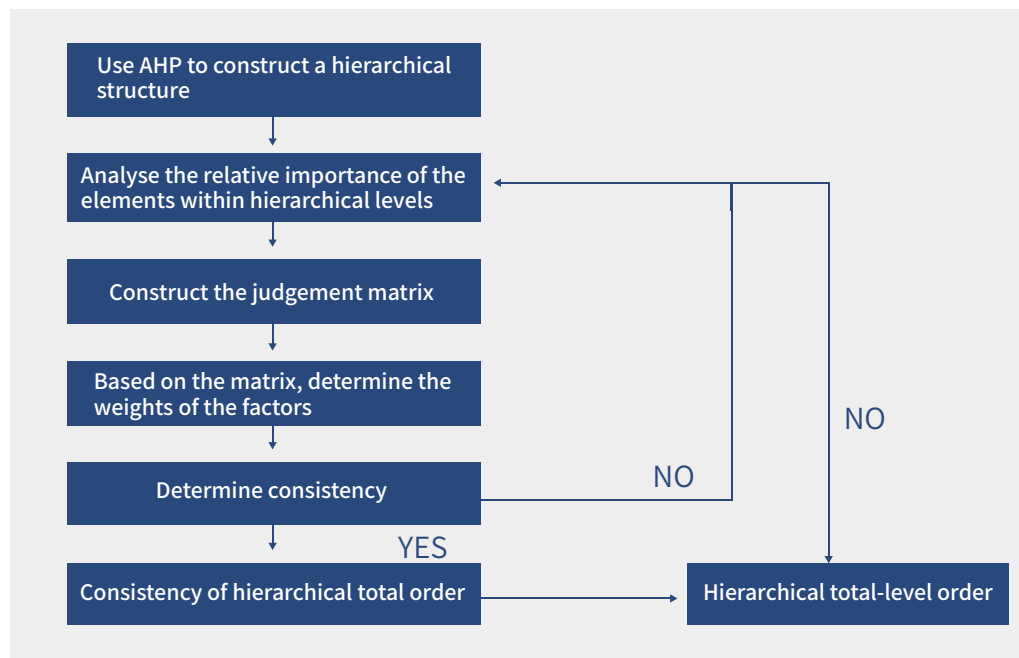 Use AHP to construct a hierarchical
structure
Analyse the relative importance of the
elements within hierarchical levels
Construct the judgement matrix
Based on the matrix, determine the
weights of the factors
Determine consistency
NO
NO
YES
Consistency of hierarchical total order
Hierarchical total-level order